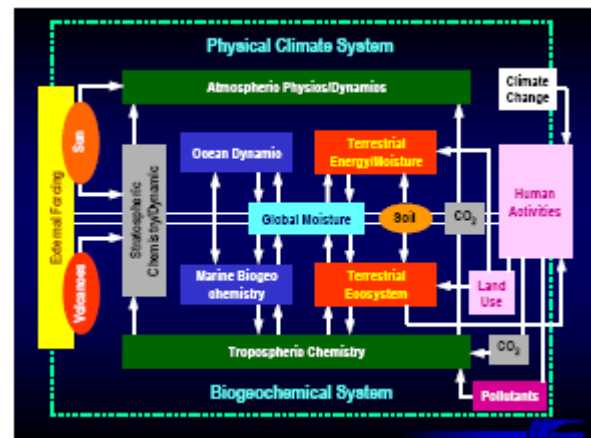 Physical Climate System
Atmospheric Physics/Dynamics
Climate
Change
External Forcing
Sun
Stratospheric
Chemistry/Dynamic
Ocean Dynamic
Terrestrial
Energy/Moisture
Human
Activities
Global Moisture
Soil
CO2
Volcanoes
Marine Biogeo
chemistry
Terrestrial
Ecosystem
Land
Use
Tropospheric Chemistry
CO2
Biogeochemical System
Pollutants